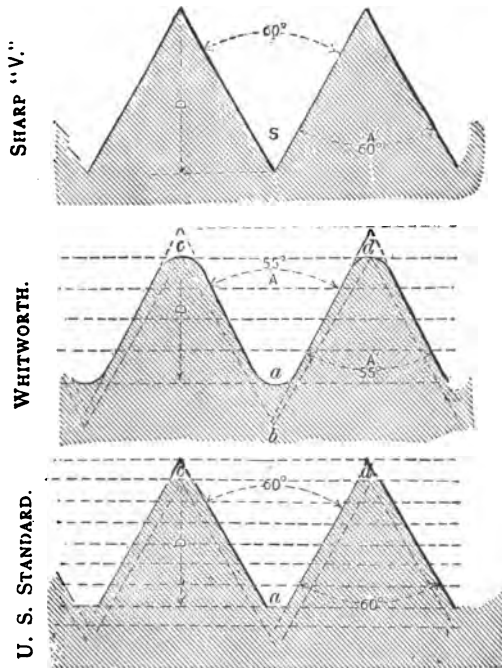 SHARP "V."
60°
D
S
A
60°
WHITWORTH.
c
d
55°
A
D
a
A
55°
b
U. S. STANDARD.
60°
D
a
60°